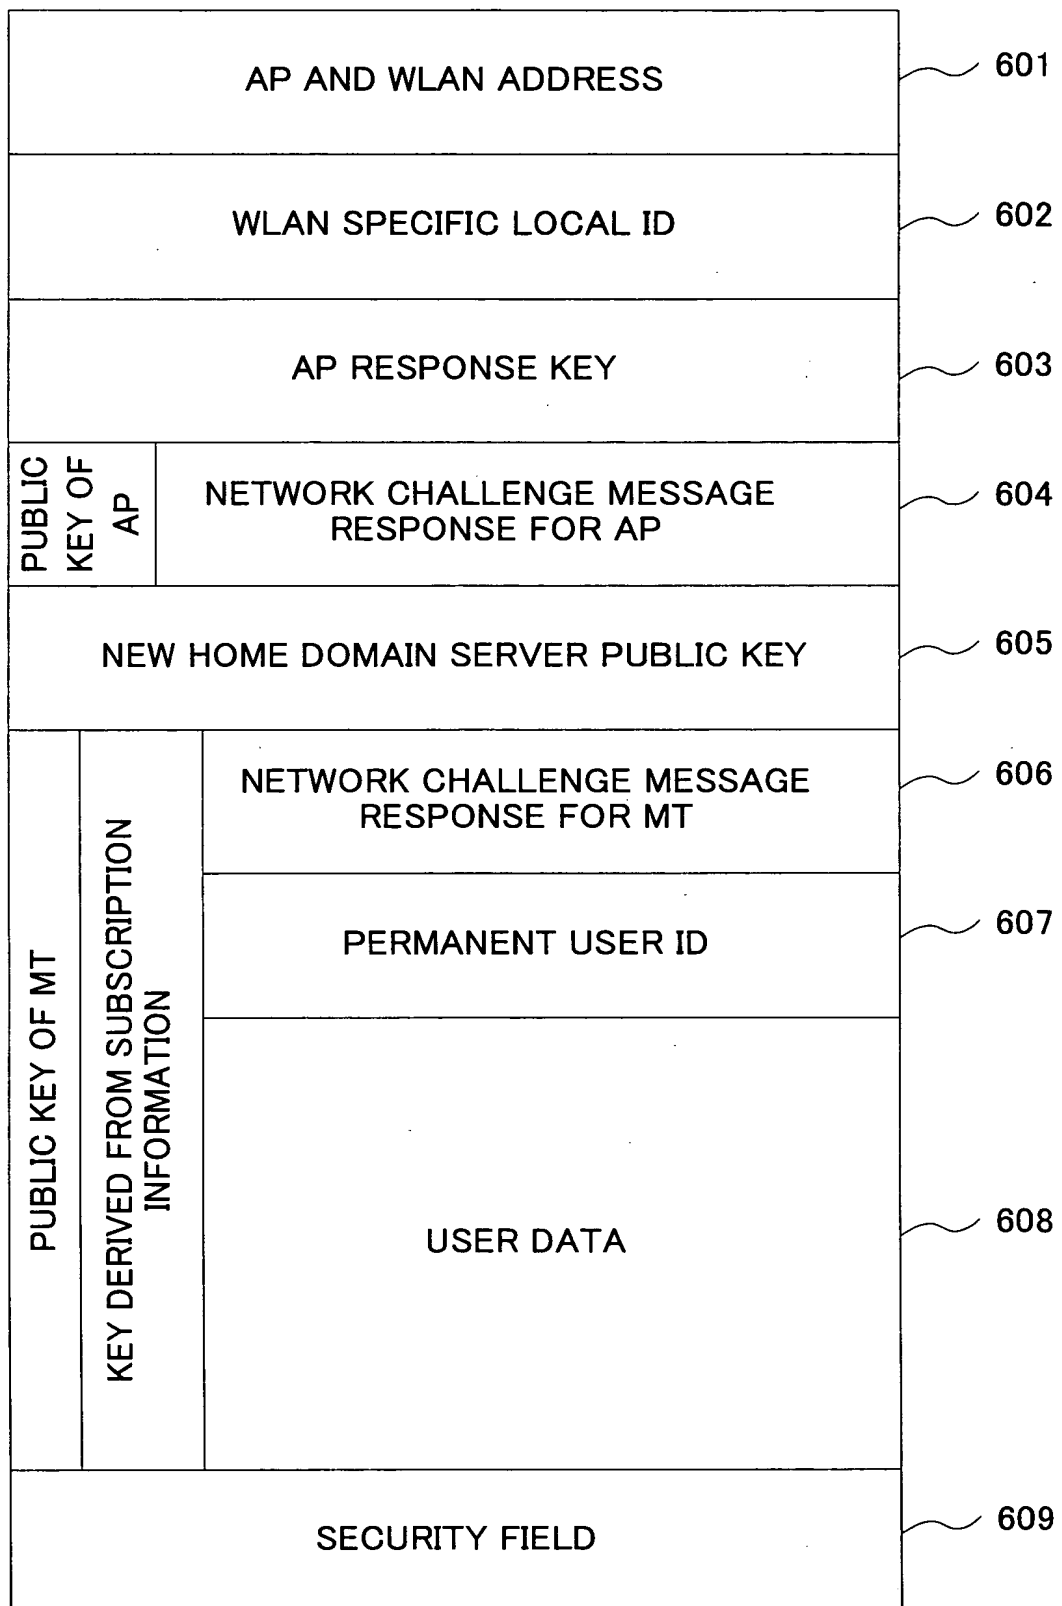 AP AND WLAN ADDRESS
601
WLAN SPECIFIC LOCAL ID
602
AP RESPONSE KEY
603
PUBLIC
KEY OF
AP
NETWORK CHALLENGE MESSAGE
RESPONSE FOR AP
604
NEW HOME DOMAIN SERVER PUBLIC KEY
605
PUBLIC KEY OF MT
KEY DERIVED FROM SUBSCRIPTION
INFORMATION
NETWORK CHALLENGE MESSAGE
RESPONSE FOR MT
606
PERMANENT USER ID
607
USER DATA
608
SECURITY FIELD
609